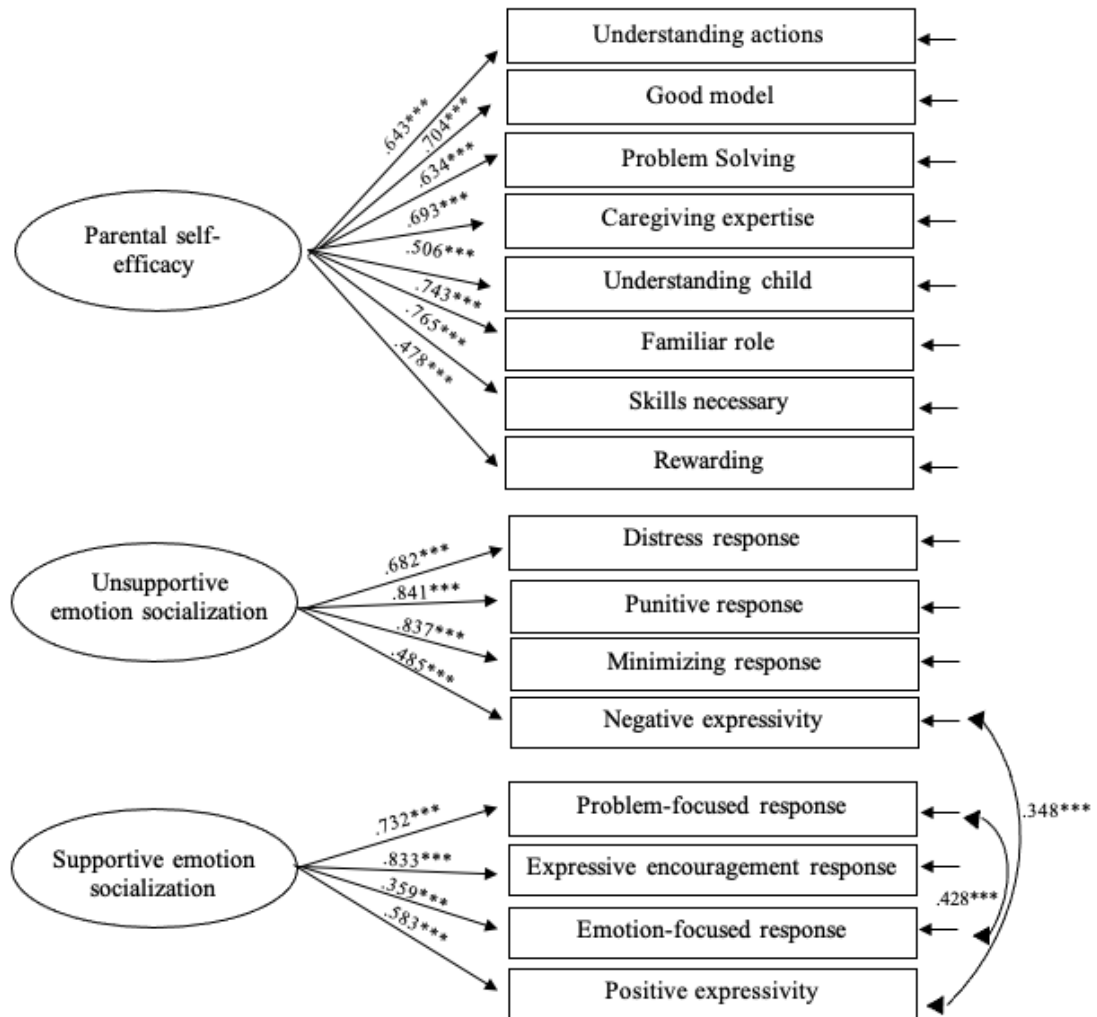 Understanding actions
Good model
Problem Solving
Caregiving expertise
Understanding child
Familiar role
Skills necessary
Rewarding
Parental self-
efficacy
.643***
.704***
.634***
.693***
.506***
.743***
.765***
.478***
Distress response
Punitive response
Minimizing response
Negative expressivity
Unsupportive
emotion socialization
.682***
.841***
.837***
.485***
Problem-focused response
Expressive encouragement response
Emotion-focused response
Positive expressivity
Supportive emotion
socialization
.732***
.833***
.359***
.583***
.348***
.428***